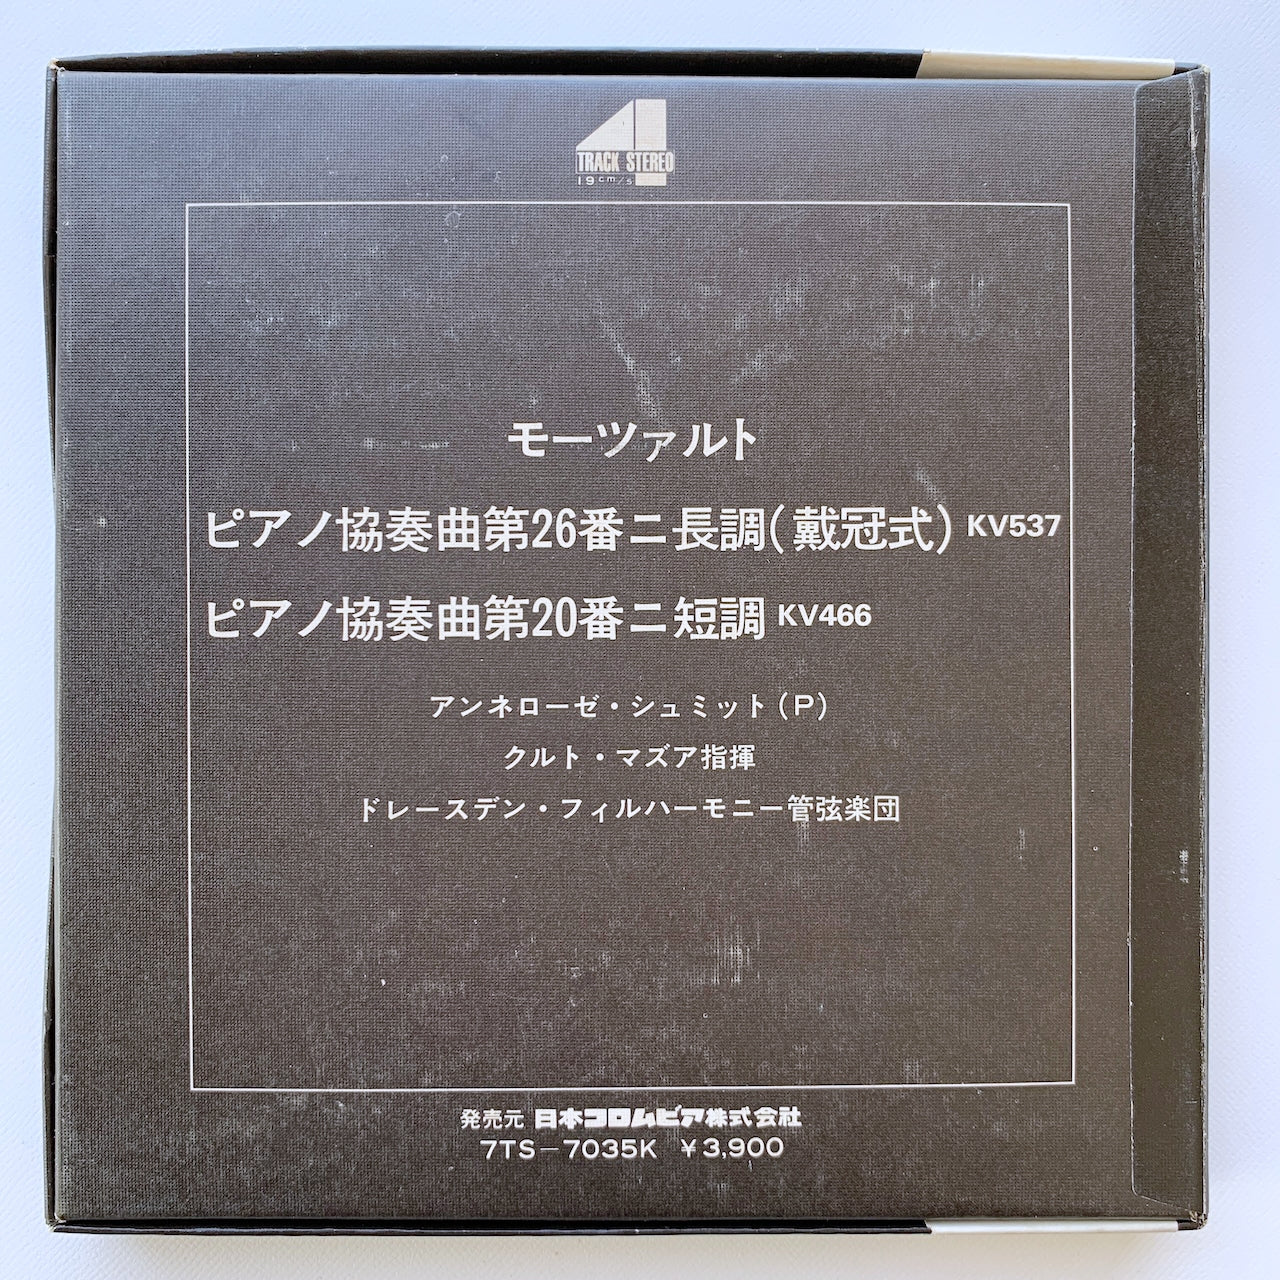 4
TRACK STEREO
19cm/s
モーツァルト
ピアノ協奏曲第26番ニ長調(戴冠式) KV537
ピアノ協奏曲第20番ニ短調 KV466
アンネローゼ・シュミット(P)
クルト・マズア指揮
ドレースデン・フィルハーモニー管弦楽団
発売元 日本コロムビア株式会社
7TS-7035K ¥3,900